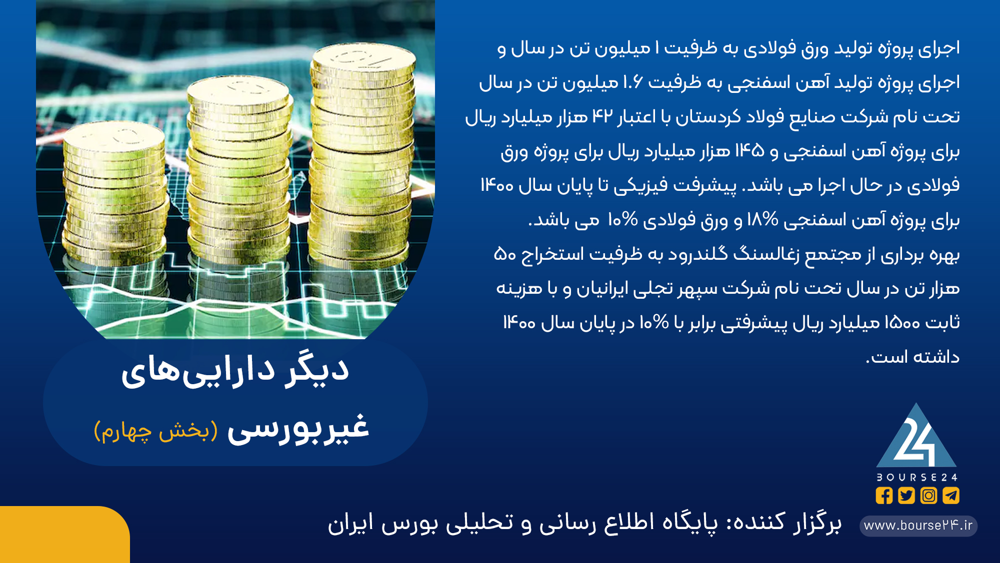 اجرای پروژه تولید ورق فولادی به ظرفیت ۱ میلیون تن در سال و
اجرای پروژه تولید آهن اسفنجی به ظرفیت ۱.۶ میلیون تن در سال
تحت نام شرکت صنایع فولاد کردستان با اعتبار ۴۲ هزار میلیارد ریال
برای پروژه آهن اسفنجی و ۱۴۵ هزار میلیارد ریال برای پروژه ورق
فولادی در حال اجرا می باشد. پیشرفت فیزیکی تا پایان سال ۱۴۰۰
برای پروژه آهن اسفنجی ۱۸% و ورق فولادی ۱۰% می باشد.
بهره برداری از مجتمع زغالسنگ گلندرود به ظرفیت استخراج ۵۰
هزار تن در سال تحت نام شرکت سپهر تجلی ایرانیان و با هزینه
ثابت ۱۵۰۰ میلیارد ریال پیشرفتی برابر با ۱۰% در پایان سال ۱۴۰۰
داشته است.
دیگر دارایی‌های
غیربورسی (بخش چهارم)
24
BOURSE24
برگزار کننده: پایگاه اطلاع رسانی و تحلیلی بورس ایران
www.bourse۲۴.ir